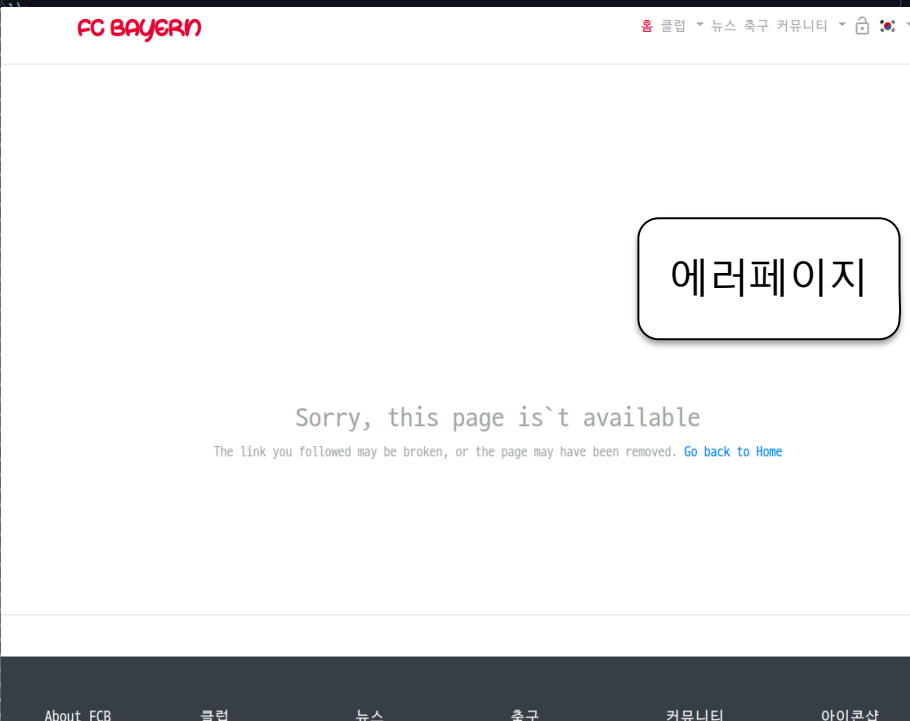 FC BAYERN
홈 클럽 뉴스 축구 커뮤니티
에러페이지
Sorry, this page is`t available
The link you followed may be broken, or the page may have been removed. Go back to Home
About FCB 클럽 뉴스 축구 커뮤니티 아이콘샵